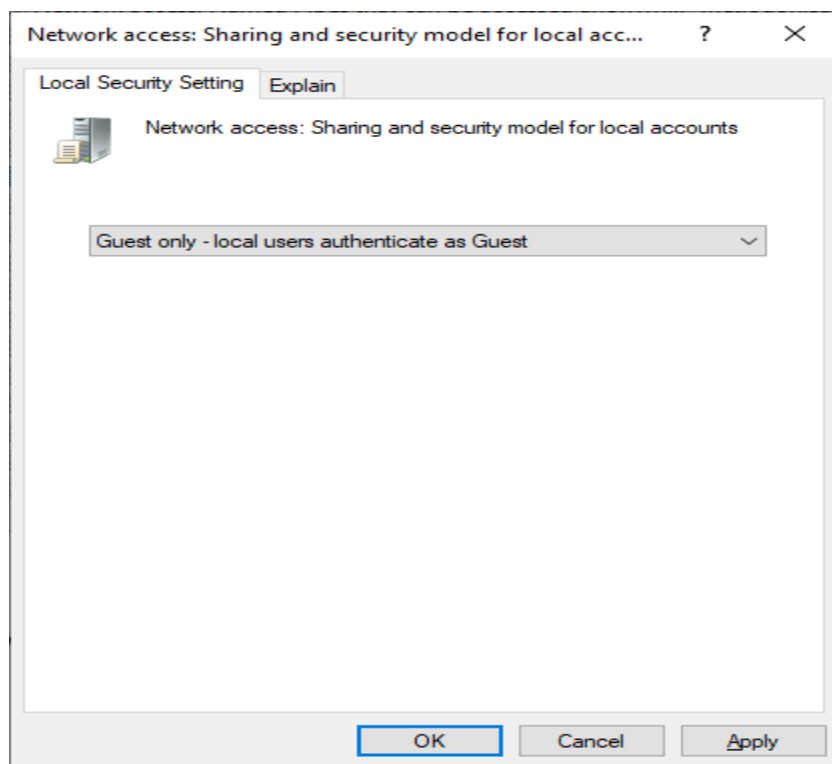 Network access: Sharing and security model for local acc...
?
Local Security Setting
Explain
Network access: Sharing and security model for local accounts
Guest only - local users authenticate as Guest
OK
Cancel
Apply